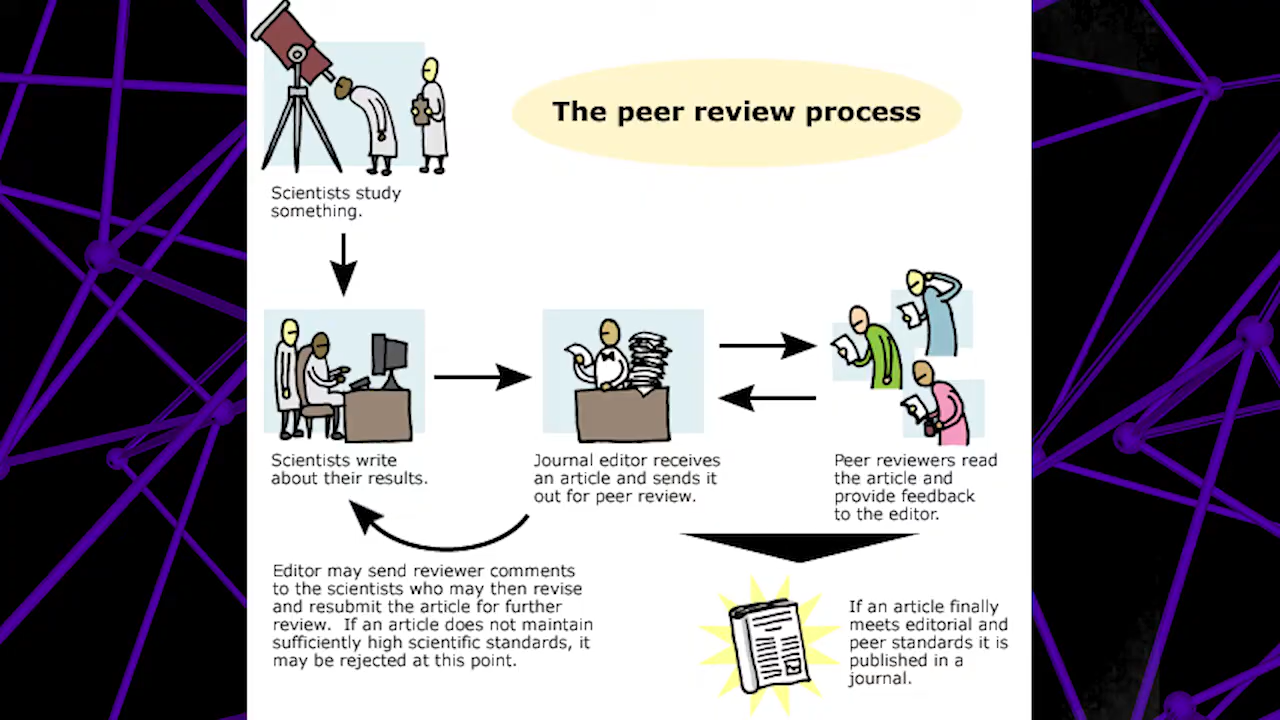 The peer review process
Scientists study
something.
Scientists write
about their results.
Journal editor receives
an article and sends it
out for peer review.
Peer reviewers read
the article and
provide feedback
to the editor.
Editor may send reviewer comments
to the scientists who may then revise
and resubmit the article for further
review.  If an article does not maintain
sufficiently high scientific standards, it
may be rejected at this point.
If an article finally
meets editorial and
peer standards it is
published in a
journal.